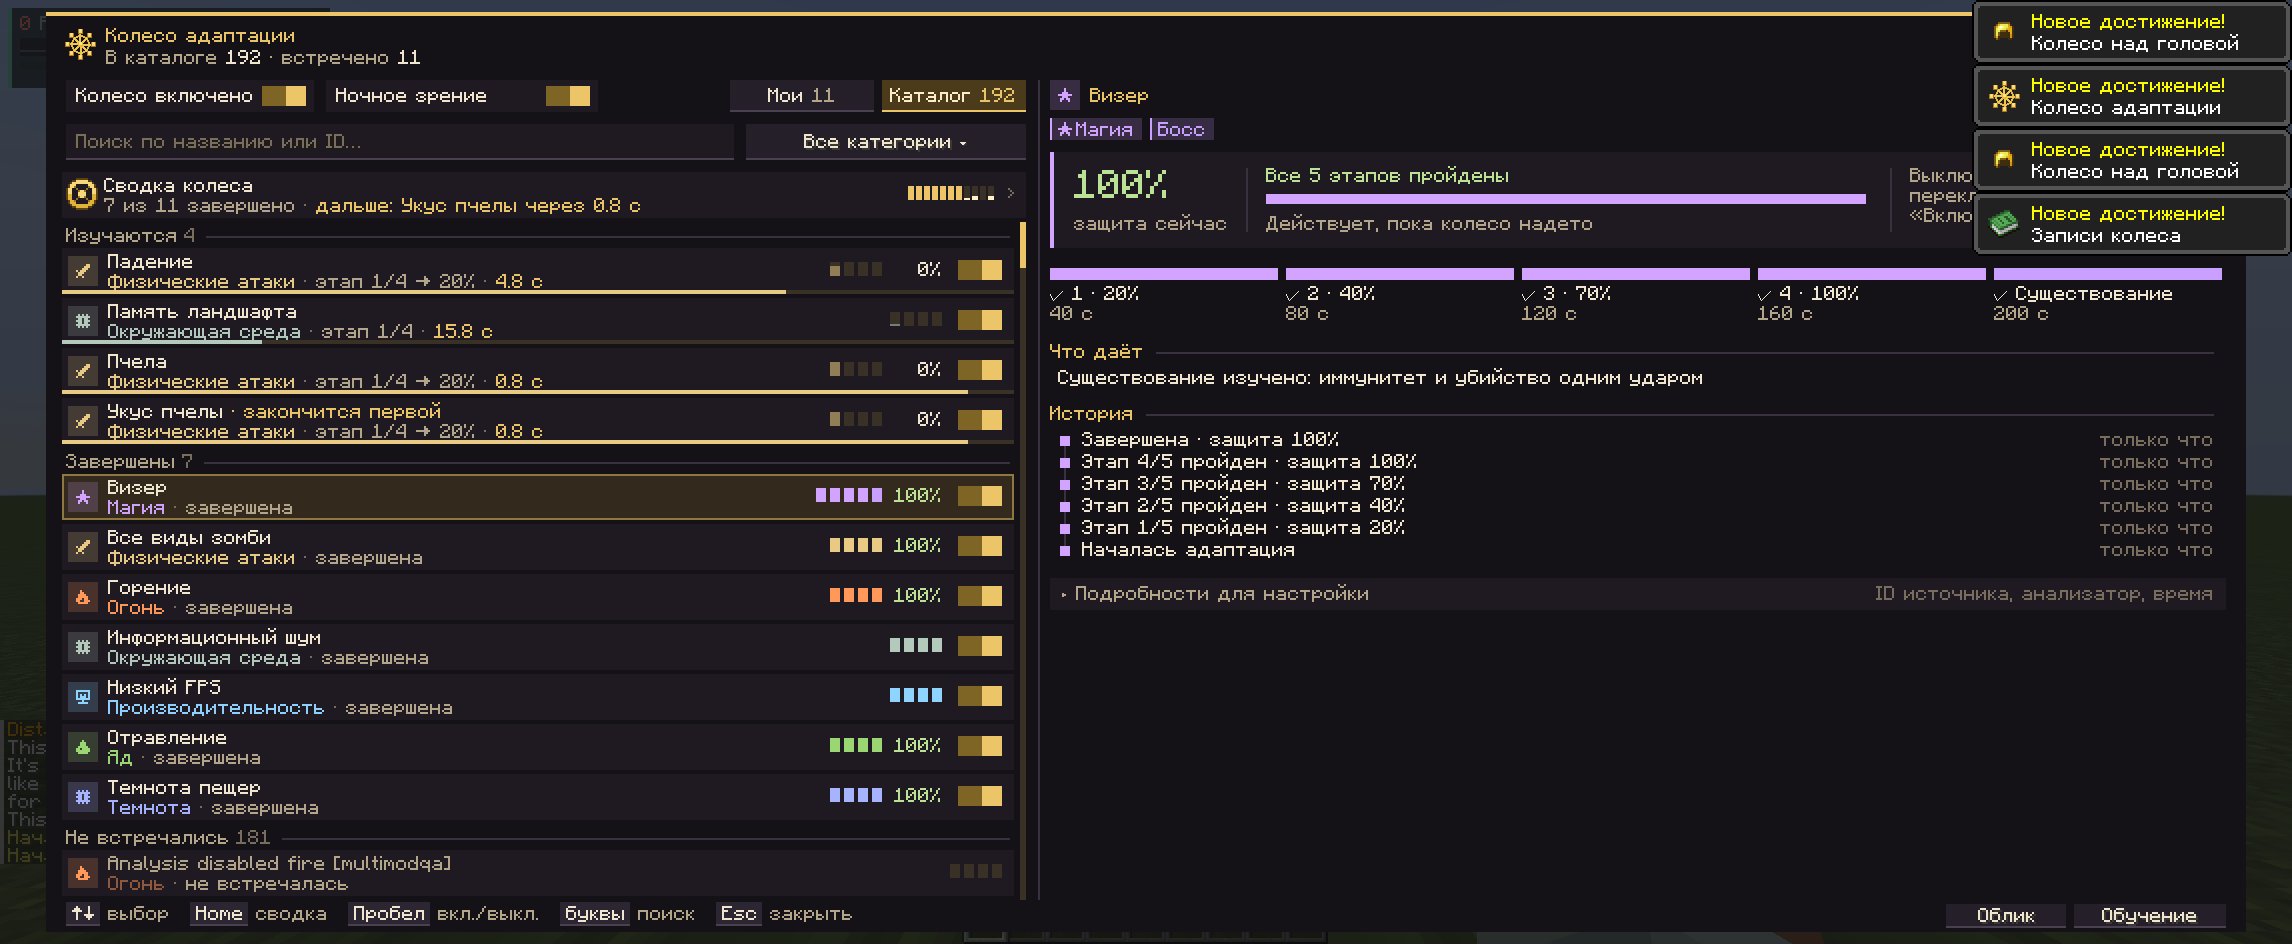 Колесо адаптации
В каталоге 192 · встречено 11
Колесо включено
Ночное зрение
Мои 11
Каталог 192
Поиск по названию или ID...
Все категории
Сводка колеса
7 из 11 завершено · дальше: Укус пчелы через 0.8 с
Изучаются 4
Падение
0%
Физические атаки · этап 1/4 → 20% · 4.8 с
Память ландшафта
Окружающая среда · этап 1/4 · 15.8 с
Пчела
0%
Физические атаки · этап 1/4 → 20% · 0.8 с
Укус пчелы · закончится первой
0%
Физические атаки · этап 1/4 → 20% · 0.8 с
Завершены 7
Визер
100%
Магия · завершена
Все виды зомби
100%
Физические атаки · завершена
Горение
100%
Огонь · завершена
Информационный шум
Окружающая среда · завершена
Низкий FPS
Производительность · завершена
Отравление
100%
Яд · завершена
Темнота пещер
100%
Темнота · завершена
Не встречались 181
Analysis disabled fire [multimodqa]
Огонь · не встречалась
↑↓ выбор Home сводка Пробел вкл./выкл. буквы поиск Esc закрыть
Визер
Магия Босс
100%
защита сейчас
Все 5 этапов пройдены
Действует, пока колесо надето
✓ 1 · 20%
40 с
✓ 2 · 40%
80 с
✓ 3 · 70%
120 с
✓ 4 · 100%
160 с
✓ Существование
200 с
Что даёт
Существование изучено: иммунитет и убийство одним ударом
История
Завершена · защита 100% только что
Этап 4/5 пройден · защита 100% только что
Этап 3/5 пройден · защита 70% только что
Этап 2/5 пройден · защита 40% только что
Этап 1/5 пройден · защита 20% только что
Началась адаптация только что
Подробности для настройки ID источника, анализатор, время
Облик
Обучение
Новое достижение!
Колесо над головой
Новое достижение!
Колесо адаптации
Новое достижение!
Колесо над головой
Новое достижение!
Записи колеса
This
It's
like
for
This